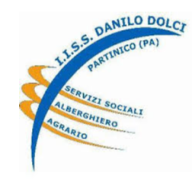 I.I.S.S. DANILO DOLCI
PARTINICO (PA)
SERVIZI SOCIALI
ALBERGHIERO
AGRARIO